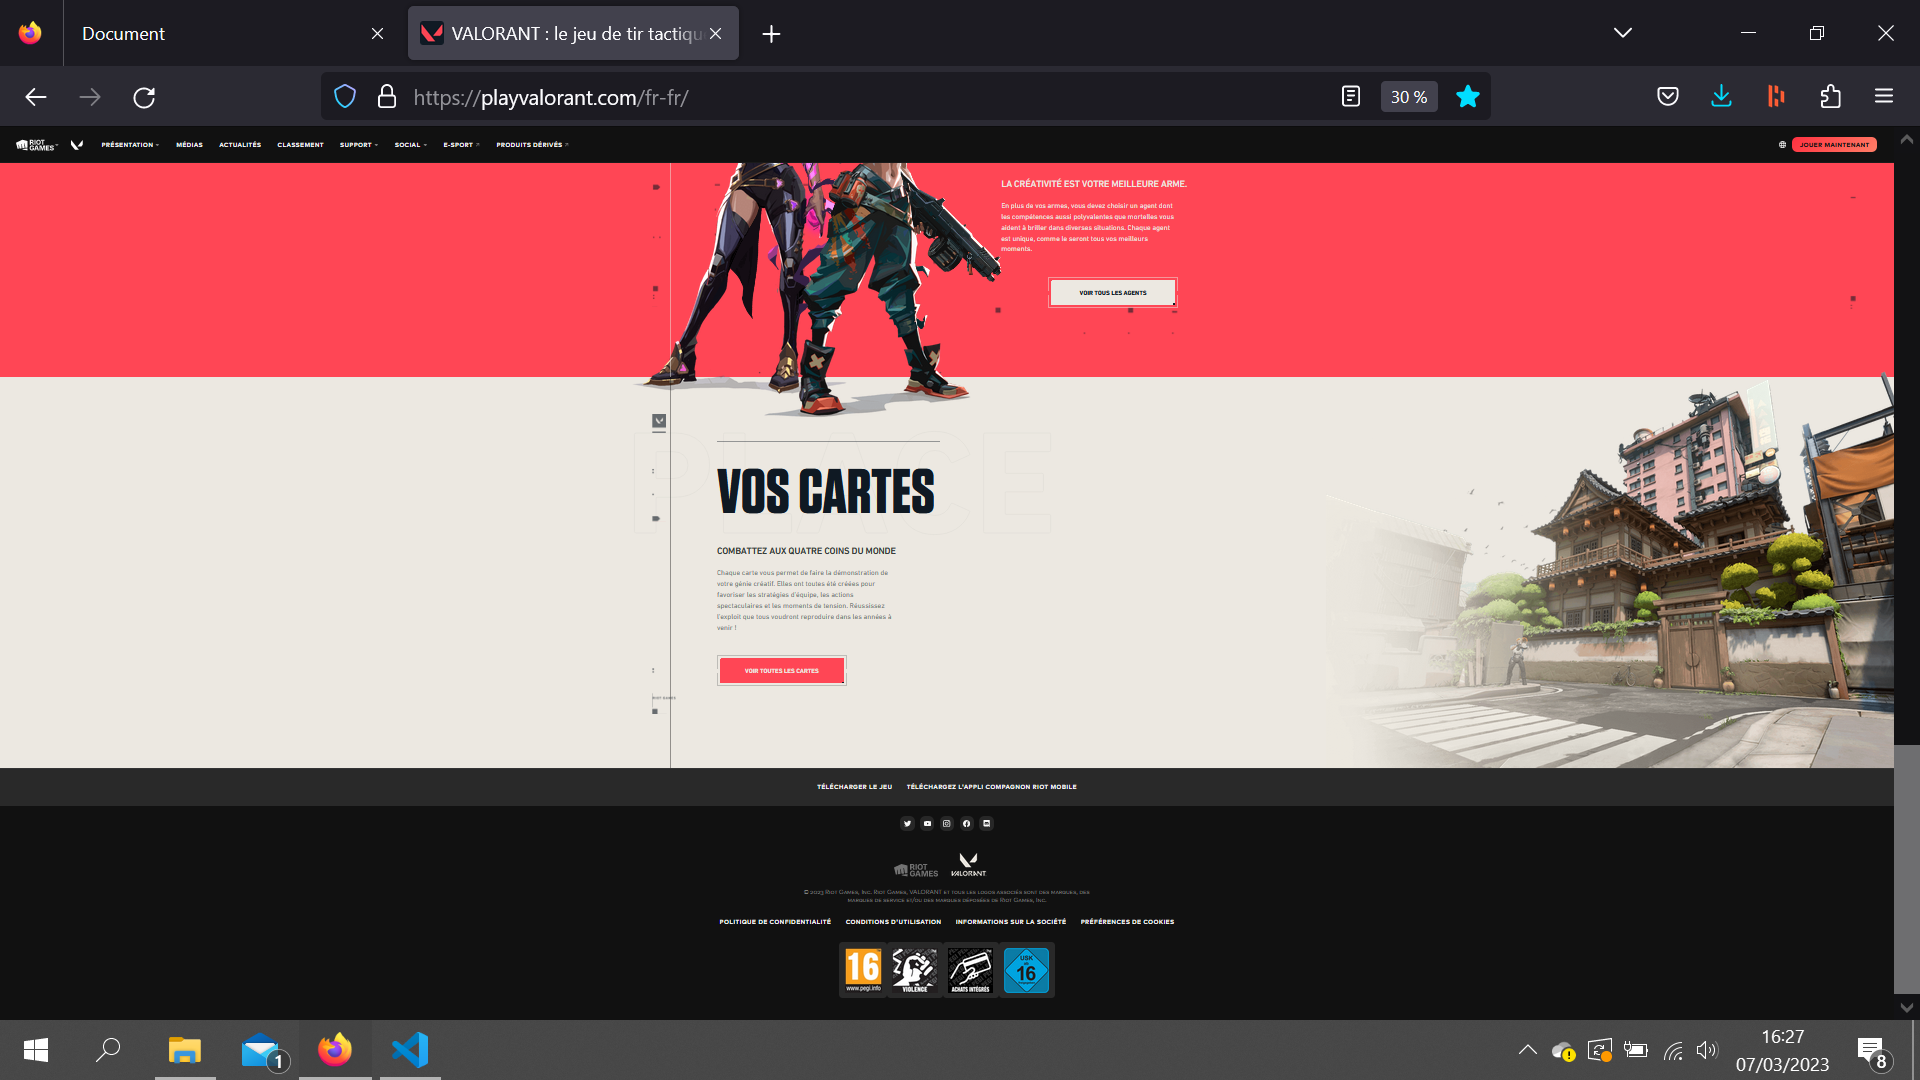 Document
VALORANT : le jeu de tir tactiqu
https://playvalorant.com/fr-fr/
30 %
RIOT GAMES
PRÉSENTATION
MÉDIAS
ACTUALITÉS
CLASSEMENT
SUPPORT
SOCIAL
E-SPORT
PRODUITS DÉRIVÉS
JOUER MAINTENANT
LA CRÉATIVITÉ EST VOTRE MEILLEURE ARME.
En plus de vos armes, vous devez choisir un agent dont
les compétences aussi polyvalentes que mortelles vous
aident à briller dans diverses situations. Chaque agent
est unique, comme le seront tous vos meilleurs
moments.
VOIR TOUS LES AGENTS
PLACE
VOS CARTES
COMBATTEZ AUX QUATRE COINS DU MONDE
Chaque carte vous permet de faire la démonstration de
votre génie créatif. Elles ont toutes été créées pour
favoriser les stratégies d'équipe, les actions
spectaculaires et les moments de tension. Réussissez
l'exploit que tous voudront reproduire dans les années à
venir !
VOIR TOUTES LES CARTES
RIOT GAMES
TÉLÉCHARGER LE JEU
TÉLÉCHARGEZ L'APPLI COMPAGNON RIOT MOBILE
RIOT GAMES
VALORANT
© 2023 Riot Games, Inc. Riot Games, VALORANT et tous les logos associés sont des marques, des
marques de service et/ou des marques déposées de Riot Games, Inc.
POLITIQUE DE CONFIDENTIALITÉ
CONDITIONS D'UTILISATION
INFORMATIONS SUR LA SOCIÉTÉ
PRÉFÉRENCES DE COOKIES
16
www.pegi.info
VIOLENCE
ACHATS INTÉGRÉS
USK
ab
16
1
16:27
07/03/2023
8